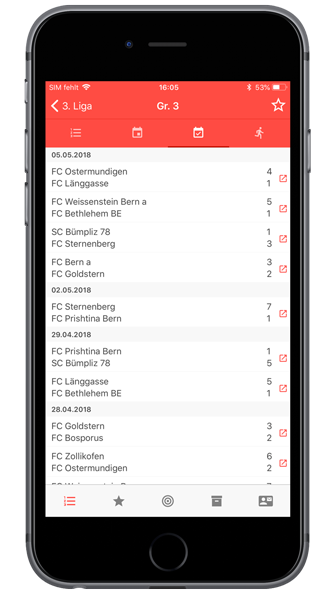 SIM fehlt 16:05 53%
3. Liga Gr. 3
05.05.2018
FC Ostermundigen 4
FC Länggasse 1
FC Weissenstein Bern a 5
FC Bethlehem BE 1
SC Bümpliz 78 1
FC Sternenberg 3
FC Bern a 3
FC Goldstern 2
02.05.2018
FC Sternenberg 7
FC Prishtina Bern 1
29.04.2018
FC Prishtina Bern 1
SC Bümpliz 78 5
FC Länggasse 5
FC Bethlehem BE 1
28.04.2018
FC Goldstern 3
FC Bosporus 2
FC Zollikofen 6
FC Ostermundigen 2